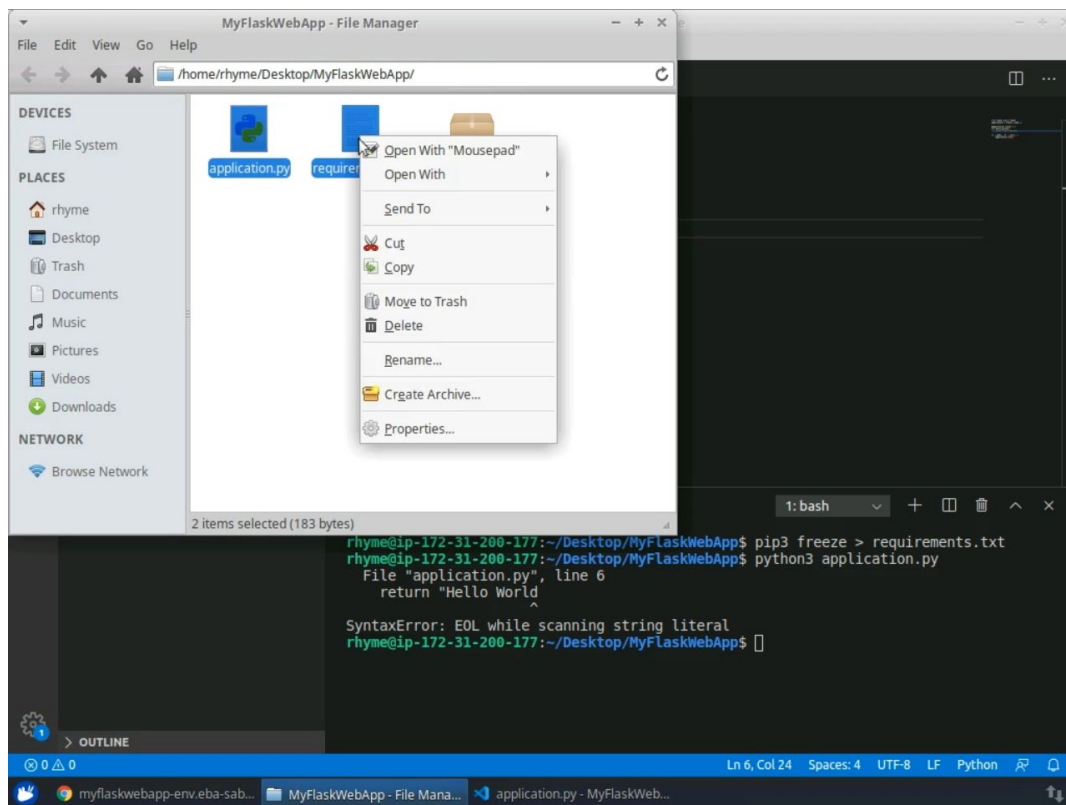 MyFlaskWebApp - File Manager
File Edit View Go Help
/home/rhyme/Desktop/MyFlaskWebApp/
DEVICES
File System
PLACES
rhyme
Desktop
Trash
Documents
Music
Pictures
Videos
Downloads
NETWORK
Browse Network
application.py
Open With "Mousepad"
Open With
Send To
Cut
Copy
Move to Trash
Delete
Rename...
Create Archive...
Properties...
2 items selected (183 bytes)
1: bash
rhyme@ip-172-31-200-177:~/Desktop/MyFlaskWebApp$ pip3 freeze > requirements.txt
rhyme@ip-172-31-200-177:~/Desktop/MyFlaskWebApp$ python3 application.py
File "application.py", line 6
return "Hello World
^
SyntaxError: EOL while scanning string literal
rhyme@ip-172-31-200-177:~/Desktop/MyFlaskWebApp$
1
> OUTLINE
0 0 Ln 6, Col 24 Spaces: 4 UTF-8 LF Python
myflaskwebapp-env.eba-sab... MyFlaskWebApp - File Mana... application.py - MyFlaskWeb...